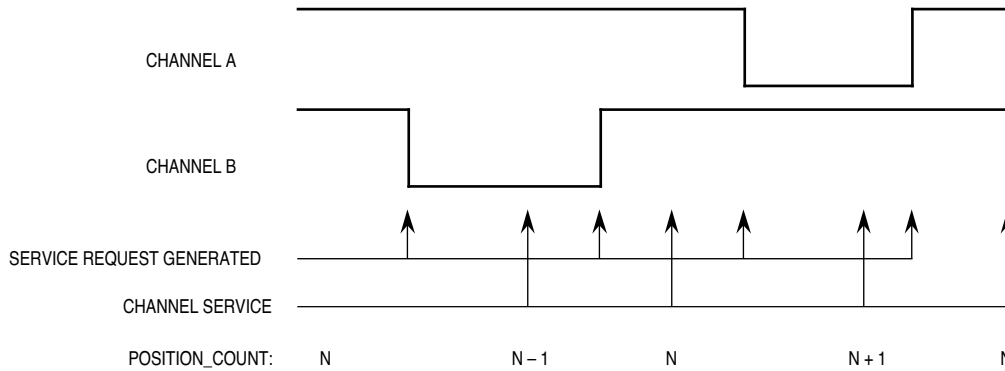 CHANNEL A
CHANNEL B
SERVICE REQUEST GENERATED
CHANNEL SERVICE
POSITION_COUNT: N N – 1 N N + 1 N